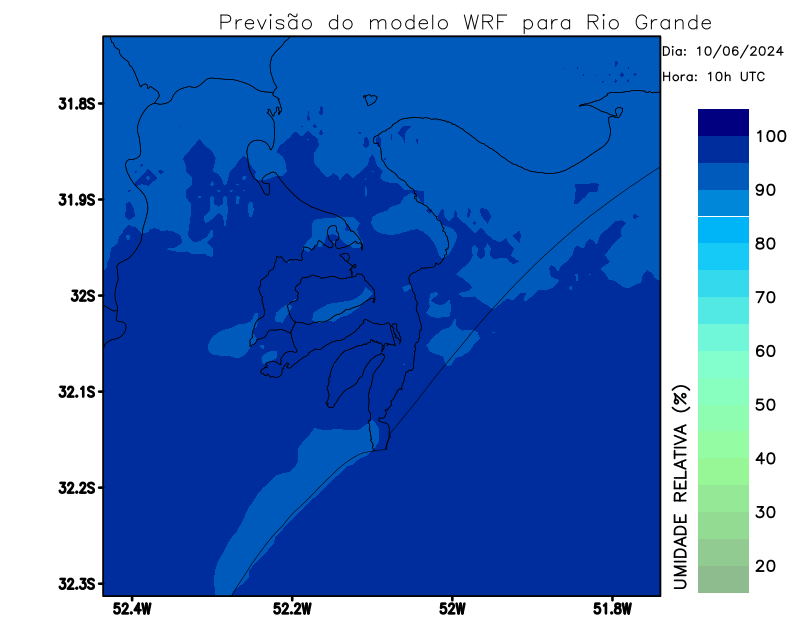 Previsão do modelo WRF para Rio Grande
Dia: 10/06/2024
Hora: 10h UTC
31.8S
31.9S
32S
32.1S
32.2S
32.3S
52.4W
52.2W
52W
51.8W
100
90
80
70
60
50
40
30
20
UMIDADE RELATIVA (%)